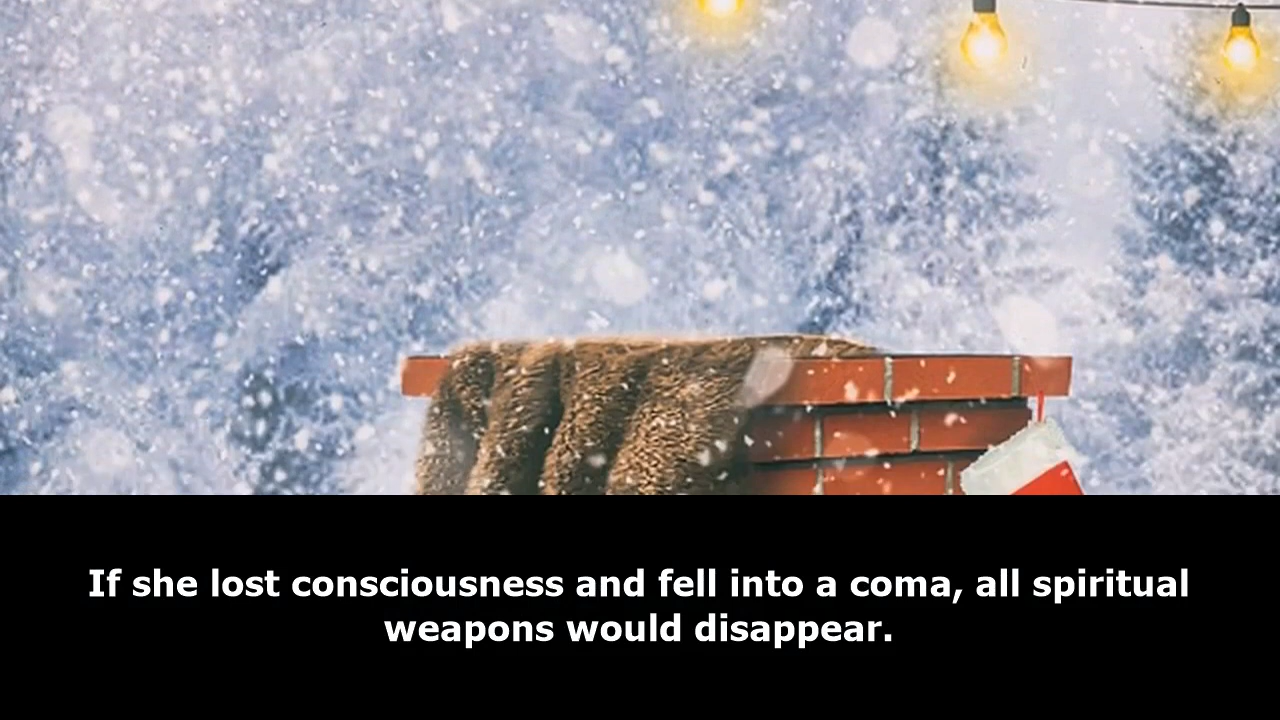 If she lost consciousness and fell into a coma, all spiritual
weapons would disappear.